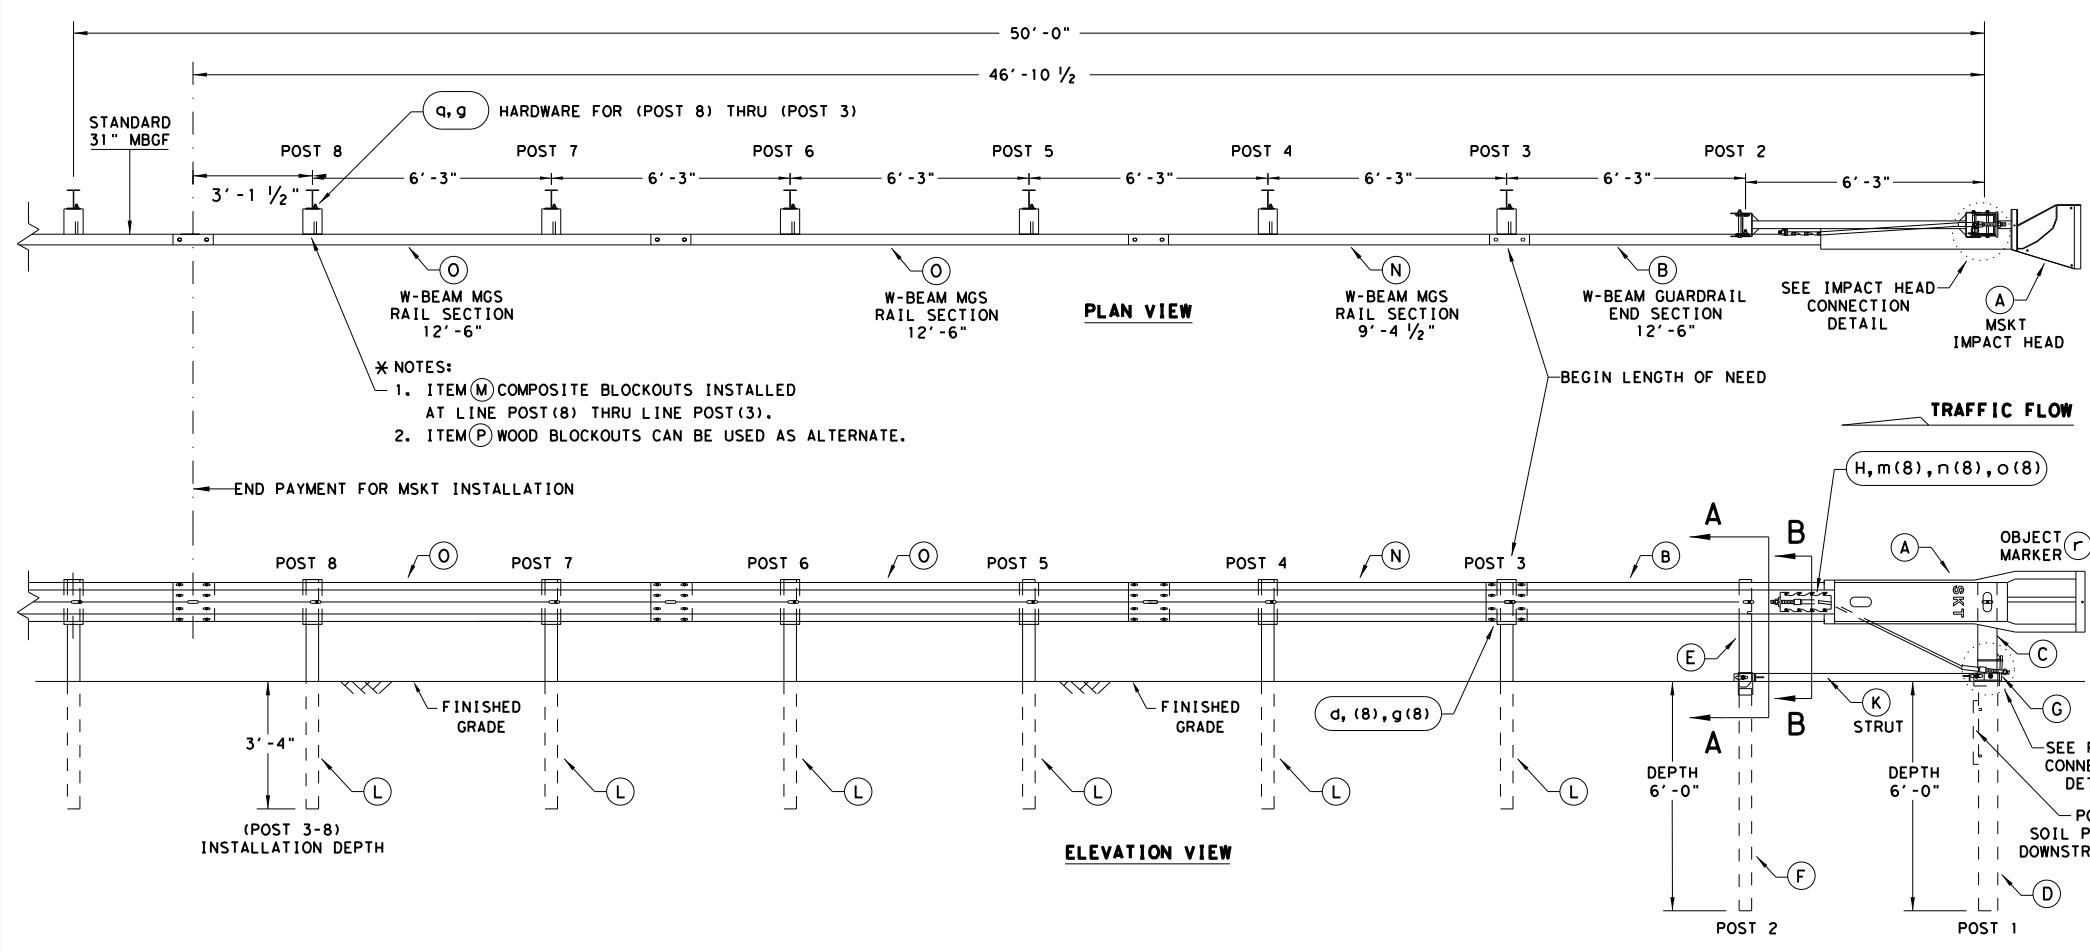 50'-0"
46'-10 ½
q,g HARDWARE FOR (POST 8) THRU (POST 3)
STANDARD
31" MBGF
POST 8
POST 7
POST 6
POST 5
POST 4
POST 3
POST 2
3'-1 ½"
6'-3"
6'-3"
6'-3"
6'-3"
6'-3"
6'-3"
6'-3"
O
W-BEAM MGS
RAIL SECTION
12'-6"
O
W-BEAM MGS
RAIL SECTION
12'-6"
PLAN VIEW
N
W-BEAM MGS
RAIL SECTION
9'-4 ½"
B
W-BEAM GUARDRAIL
END SECTION
12'-6"
SEE IMPACT HEAD
CONNECTION
DETAIL
A
MSKT
IMPACT HEAD
* NOTES:
1. ITEM M COMPOSITE BLOCKOUTS INSTALLED
AT LINE POST(8) THRU LINE POST(3).
2. ITEM P WOOD BLOCKOUTS CAN BE USED AS ALTERNATE.
BEGIN LENGTH OF NEED
TRAFFIC FLOW
END PAYMENT FOR MSKT INSTALLATION
H,m(8),n(8),o(8)
POST 8
O
POST 7
POST 6
O
POST 5
POST 4
N
POST 3
B
A
B
A
OBJECT
MARKER r
SKT
E
C
FINISHED
GRADE
FINISHED
GRADE
d,(8),g(8)
K
STRUT
G
A
B
3'-4"
L
L
L
L
L
L
(POST 3-8)
INSTALLATION DEPTH
DEPTH
6'-0"
DEPTH
6'-0"
SEE
CONNE
DE
PO
SOIL P
DOWNSTR
ELEVATION VIEW
F
D
POST 2
POST 1